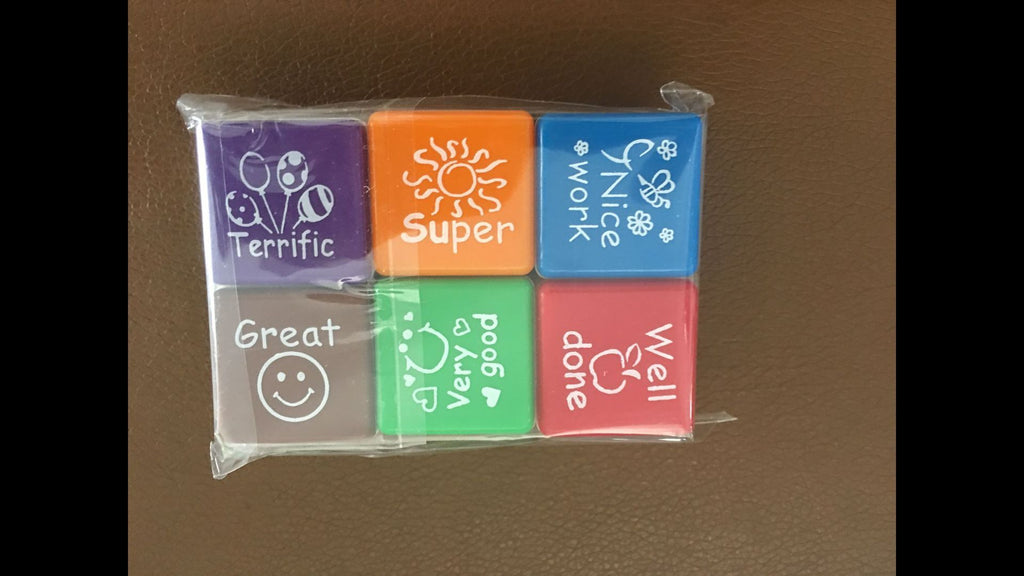 Terrific
Super
Nice
work
Great
Very
good
Well
done